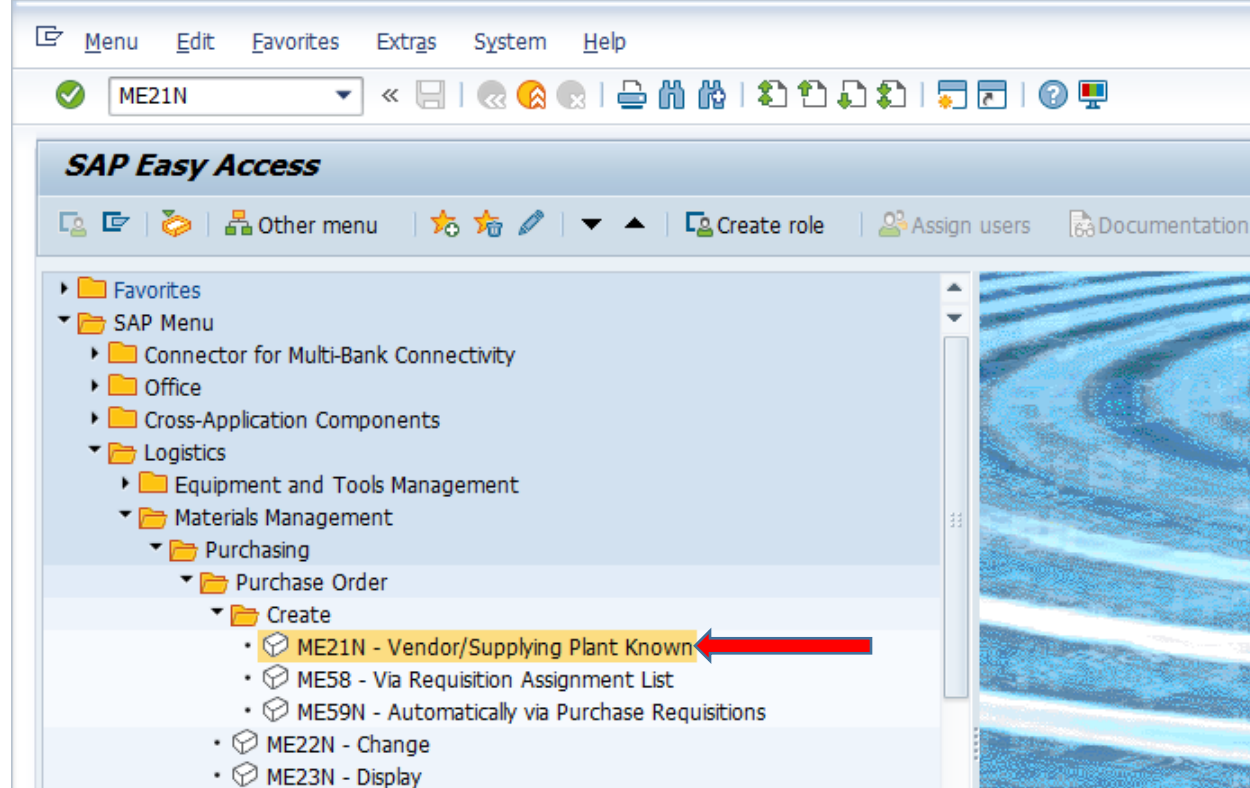 Menu Edit Favorites Extras System Help
ME21N
SAP Easy Access
Other menu Create role Assign users Documentation
Favorites
SAP Menu
Connector for Multi-Bank Connectivity
Office
Cross-Application Components
Logistics
Equipment and Tools Management
Materials Management
Purchasing
Purchase Order
Create
ME21N - Vendor/Supplying Plant Known
ME58 - Via Requisition Assignment List
ME59N - Automatically via Purchase Requisitions
ME22N - Change
ME23N - Display